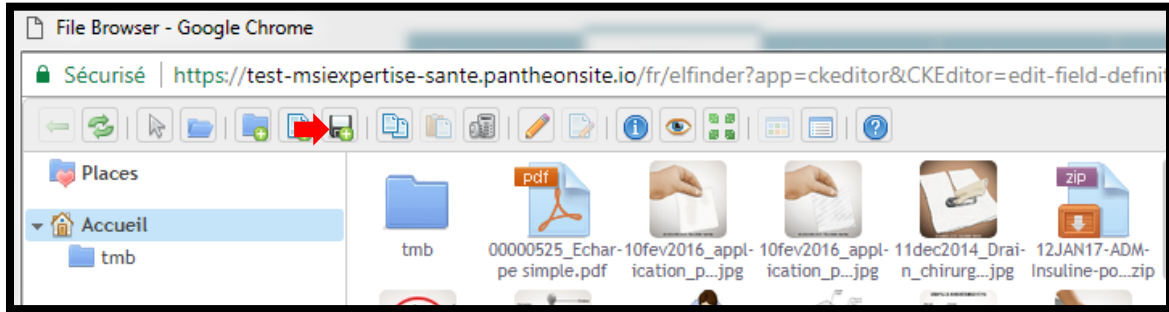 File Browser - Google Chrome
Sécurisé | https://test-msiexpertise-sante.pantheonsite.io/fr/elfinder?app=ckeditor&CKEditor=edit-field-definit
Places
Accueil
tmb
pdf
zip
tmb
00000525_Echar-
pe simple.pdf
10fev2016_appl-
ication_p...jpg
10fev2016_appl-
ication_p...jpg
11dec2014_Drai-
n_chirurg...jpg
12JAN17-ADM-
Insuline-po...zip